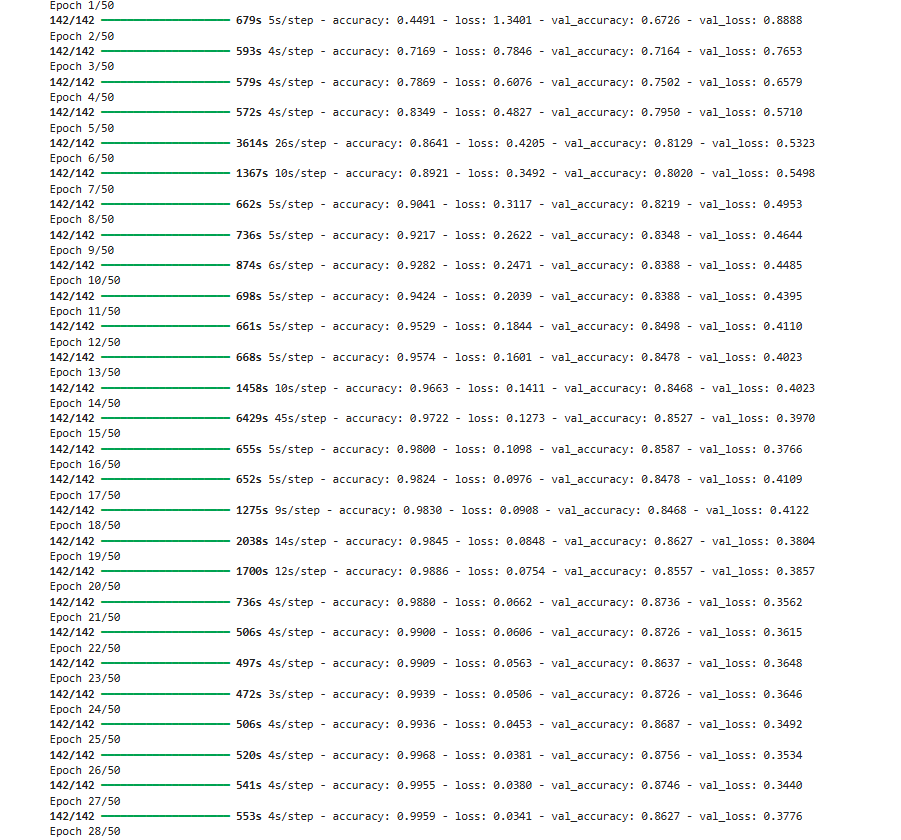 Epoch 1/50
142/142 679s 5s/step - accuracy: 0.4491 - loss: 1.3401 - val_accuracy: 0.6726 - val_loss: 0.8888
Epoch 2/50
142/142 593s 4s/step - accuracy: 0.7169 - loss: 0.7846 - val_accuracy: 0.7164 - val_loss: 0.7653
Epoch 3/50
142/142 579s 4s/step - accuracy: 0.7869 - loss: 0.6076 - val_accuracy: 0.7502 - val_loss: 0.6579
Epoch 4/50
142/142 572s 4s/step - accuracy: 0.8349 - loss: 0.4827 - val_accuracy: 0.7950 - val_loss: 0.5710
Epoch 5/50
142/142 3614s 26s/step - accuracy: 0.8641 - loss: 0.4205 - val_accuracy: 0.8129 - val_loss: 0.5323
Epoch 6/50
142/142 1367s 10s/step - accuracy: 0.8921 - loss: 0.3492 - val_accuracy: 0.8020 - val_loss: 0.5498
Epoch 7/50
142/142 662s 5s/step - accuracy: 0.9041 - loss: 0.3117 - val_accuracy: 0.8219 - val_loss: 0.4953
Epoch 8/50
142/142 736s 5s/step - accuracy: 0.9217 - loss: 0.2622 - val_accuracy: 0.8348 - val_loss: 0.4644
Epoch 9/50
142/142 874s 6s/step - accuracy: 0.9282 - loss: 0.2471 - val_accuracy: 0.8388 - val_loss: 0.4485
Epoch 10/50
142/142 698s 5s/step - accuracy: 0.9424 - loss: 0.2039 - val_accuracy: 0.8388 - val_loss: 0.4395
Epoch 11/50
142/142 661s 5s/step - accuracy: 0.9529 - loss: 0.1844 - val_accuracy: 0.8498 - val_loss: 0.4110
Epoch 12/50
142/142 668s 5s/step - accuracy: 0.9574 - loss: 0.1601 - val_accuracy: 0.8478 - val_loss: 0.4023
Epoch 13/50
142/142 1458s 10s/step - accuracy: 0.9663 - loss: 0.1411 - val_accuracy: 0.8468 - val_loss: 0.4023
Epoch 14/50
142/142 6429s 45s/step - accuracy: 0.9722 - loss: 0.1273 - val_accuracy: 0.8527 - val_loss: 0.3970
Epoch 15/50
142/142 655s 5s/step - accuracy: 0.9800 - loss: 0.1098 - val_accuracy: 0.8587 - val_loss: 0.3766
Epoch 16/50
142/142 652s 5s/step - accuracy: 0.9824 - loss: 0.0976 - val_accuracy: 0.8478 - val_loss: 0.4109
Epoch 17/50
142/142 1275s 9s/step - accuracy: 0.9830 - loss: 0.0908 - val_accuracy: 0.8468 - val_loss: 0.4122
Epoch 18/50
142/142 2038s 14s/step - accuracy: 0.9845 - loss: 0.0848 - val_accuracy: 0.8627 - val_loss: 0.3804
Epoch 19/50
142/142 1700s 12s/step - accuracy: 0.9886 - loss: 0.0754 - val_accuracy: 0.8557 - val_loss: 0.3857
Epoch 20/50
142/142 736s 4s/step - accuracy: 0.9880 - loss: 0.0662 - val_accuracy: 0.8736 - val_loss: 0.3562
Epoch 21/50
142/142 506s 4s/step - accuracy: 0.9900 - loss: 0.0606 - val_accuracy: 0.8726 - val_loss: 0.3615
Epoch 22/50
142/142 497s 4s/step - accuracy: 0.9909 - loss: 0.0563 - val_accuracy: 0.8637 - val_loss: 0.3648
Epoch 23/50
142/142 472s 3s/step - accuracy: 0.9939 - loss: 0.0506 - val_accuracy: 0.8726 - val_loss: 0.3646
Epoch 24/50
142/142 506s 4s/step - accuracy: 0.9936 - loss: 0.0453 - val_accuracy: 0.8687 - val_loss: 0.3492
Epoch 25/50
142/142 520s 4s/step - accuracy: 0.9968 - loss: 0.0381 - val_accuracy: 0.8756 - val_loss: 0.3534
Epoch 26/50
142/142 541s 4s/step - accuracy: 0.9955 - loss: 0.0380 - val_accuracy: 0.8746 - val_loss: 0.3440
Epoch 27/50
142/142 553s 4s/step - accuracy: 0.9959 - loss: 0.0341 - val_accuracy: 0.8627 - val_loss: 0.3776
Epoch 28/50